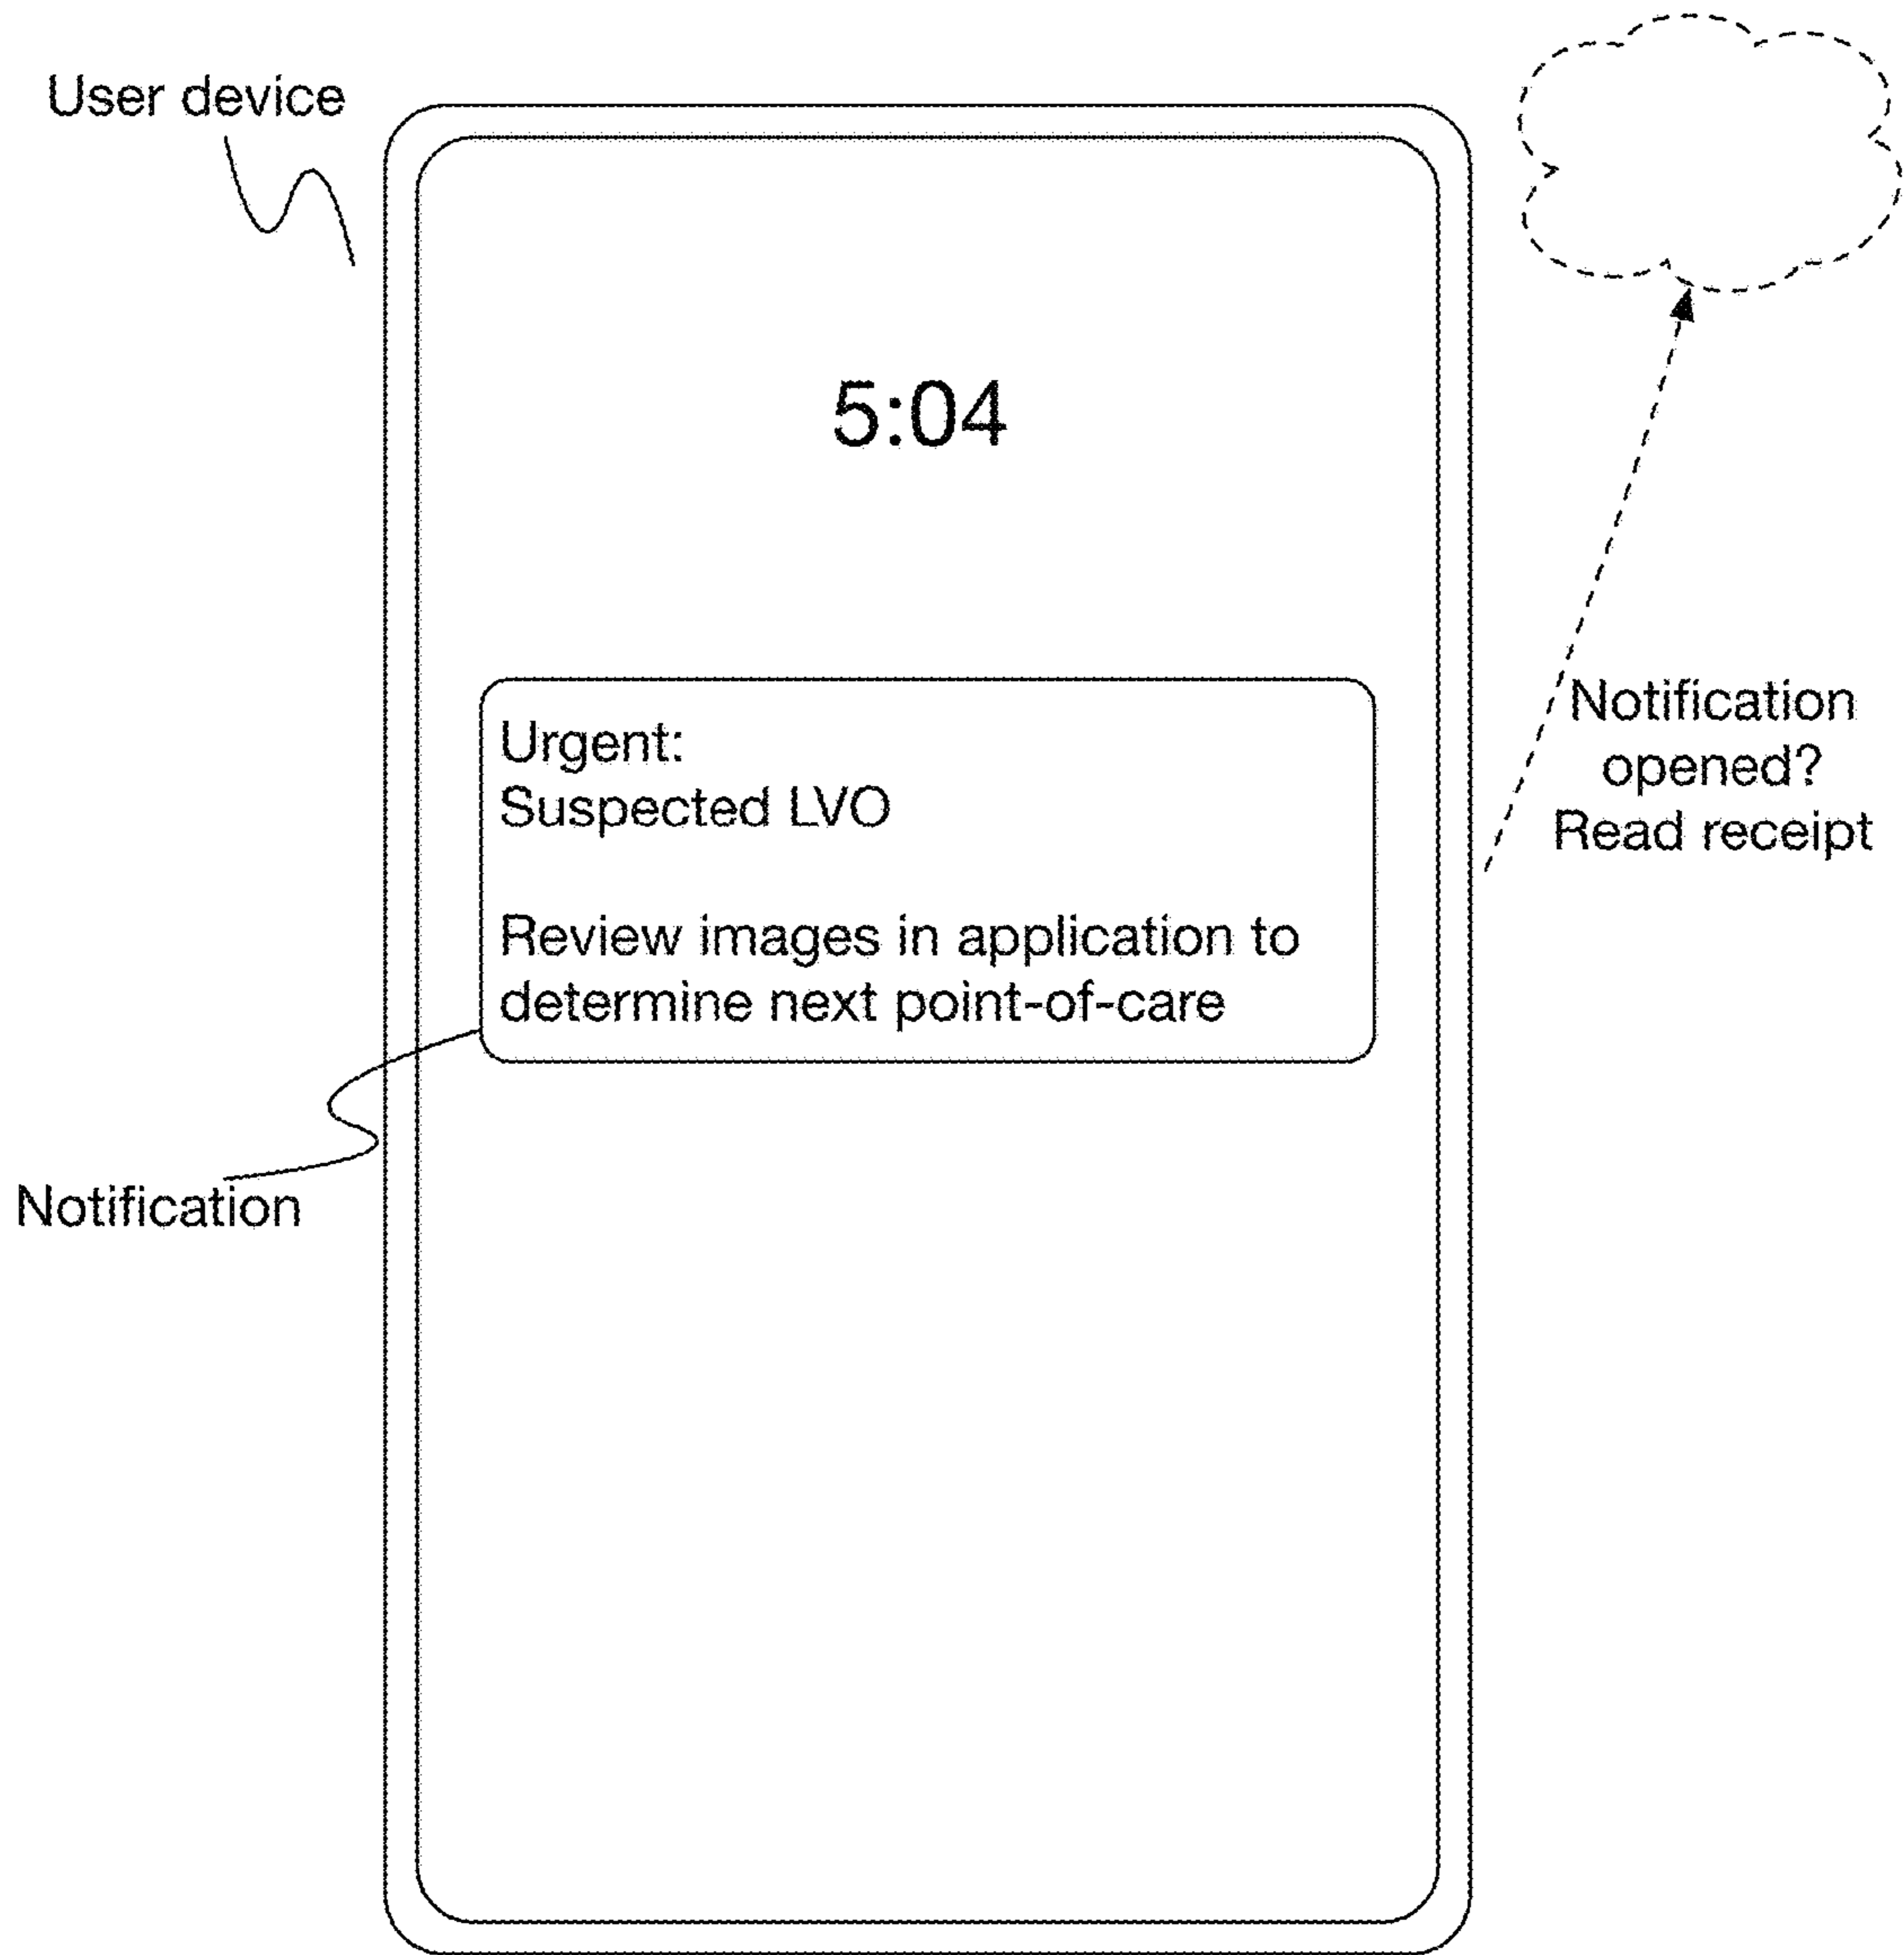 User device
5:04
Urgent:
Suspected LVO
Review images in application to
determine next point-of-care
Notification
opened?
Read receipt
Notification